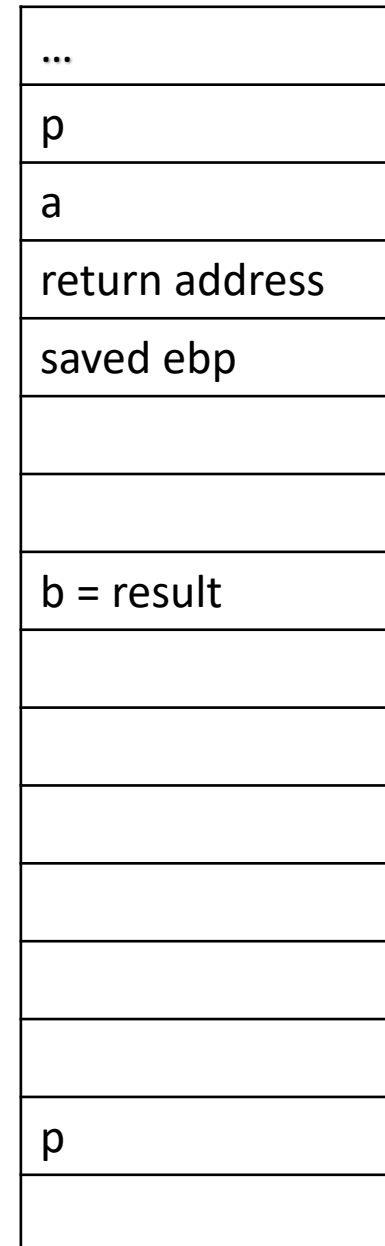 ...
p
a
return address
saved ebp
b = result
p